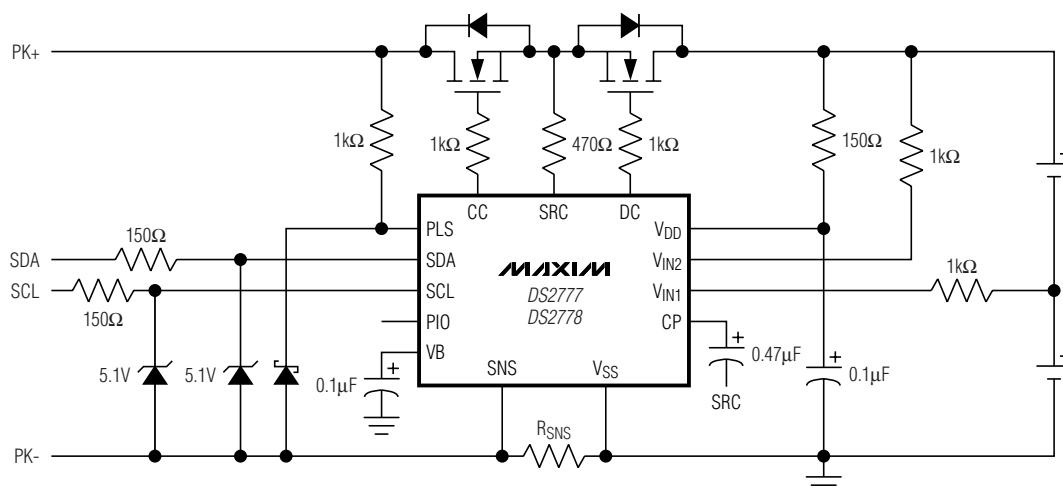 PK+
1kΩ
1kΩ
470Ω
1kΩ
150Ω
1kΩ
+
CC
SRC
DC
PLS
VDD
SDA
150Ω
SDA
VIN2
MAXIM
1kΩ
SCL
SCL
VIN1
DS2777
DS2778
150Ω
PIO
CP
+
0.47µF
VB
+
+
5.1V
5.1V
0.1µF
SNS
VSS
SRC
0.1µF
+
RSNS
PK-